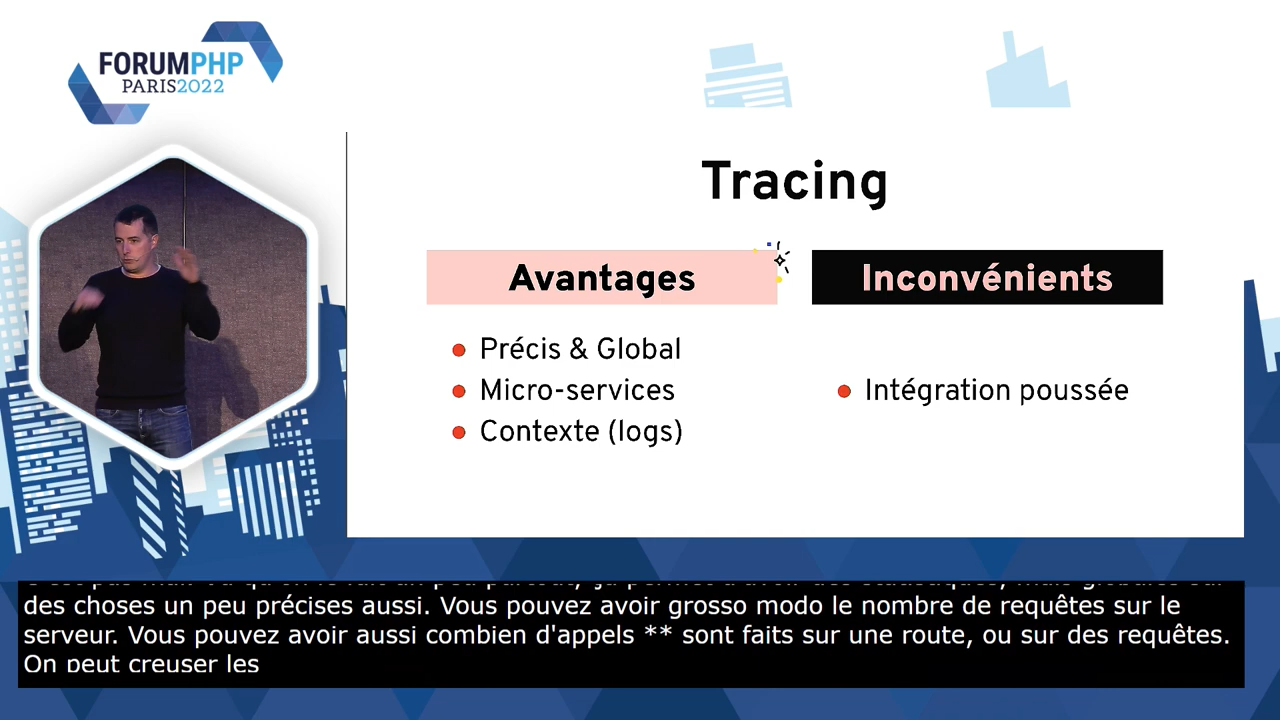 FORUMPHP
PARIS2022
Tracing
Avantages
Inconvénients
Précis & Global
Micro-services
Contexte (logs)
Intégration poussée
des choses un peu précises aussi. Vous pouvez avoir grosso modo le nombre de requêtes sur le
serveur. Vous pouvez avoir aussi combien d'appels ** sont faits sur une route, ou sur des requêtes.
On peut creuser les